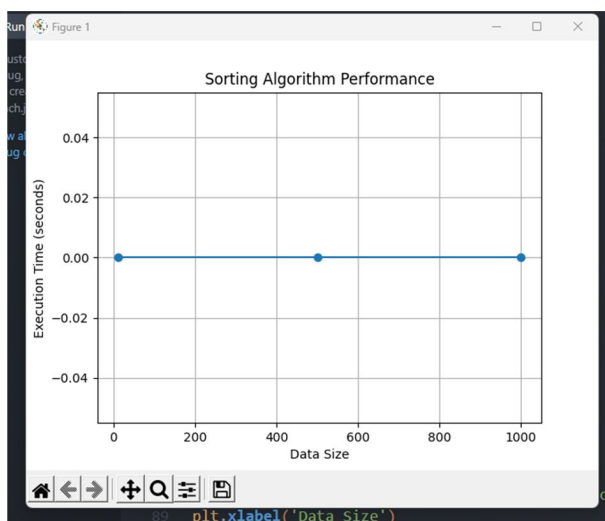 Run
Figure 1
Sorting Algorithm Performance
Execution Time (seconds)
0.04
0.02
0.00
−0.02
−0.04
0
200
400
600
800
1000
Data Size
89 plt.xlabel('Data Size')